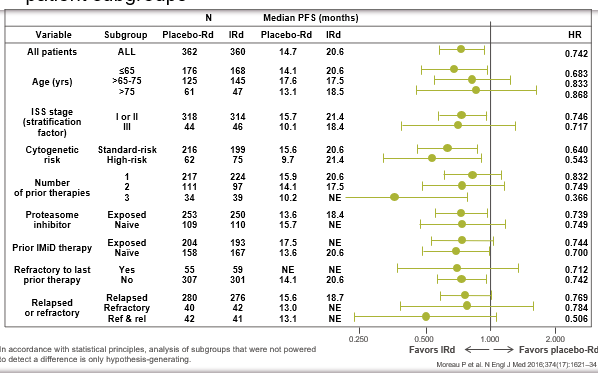 patient subgroups
N Median PFS (months)
Variable Subgroup Placebo-Rd IRd Placebo-Rd IRd HR
All patients ALL 362 360 14.7 20.6 0.742
Age (yrs) ≤65 176 168 14.1 20.6 0.683
>65-75 125 145 17.6 17.5 0.833
>75 61 47 13.1 18.5 0.868
ISS stage
(stratification I or II 318 314 15.7 21.4 0.746
factor) III 44 46 10.1 18.4 0.717
Cytogenetic Standard-risk 216 199 15.6 20.6 0.640
risk High-risk 62 75 9.7 21.4 0.543
Number 1 217 224 15.9 20.6 0.832
of prior therapies 2 111 97 14.1 17.5 0.749
3 34 39 10.2 NE 0.366
Proteasome Exposed 253 250 13.6 18.4 0.739
inhibitor Naïve 109 110 15.7 NE 0.749
Prior IMiD therapy Exposed 204 193 17.5 NE 0.744
Naïve 158 167 13.6 20.6 0.700
Refractory to last Yes 55 59 NE NE 0.712
prior therapy No 307 301 14.1 20.6 0.742
Relapsed Relapsed 280 276 15.6 18.7 0.769
or refractory Refractory 40 42 13.0 NE 0.784
Ref & rel 42 41 13.1 NE 0.506
0.250 0.500 1.000 2.000
Favors IRd Favors placebo-Rd
In accordance with statistical principles, analysis of subgroups that were not powered
to detect a difference is only hypothesis-generating.
Moreau P et al. N Engl J Med 2016;374(17):1621–34